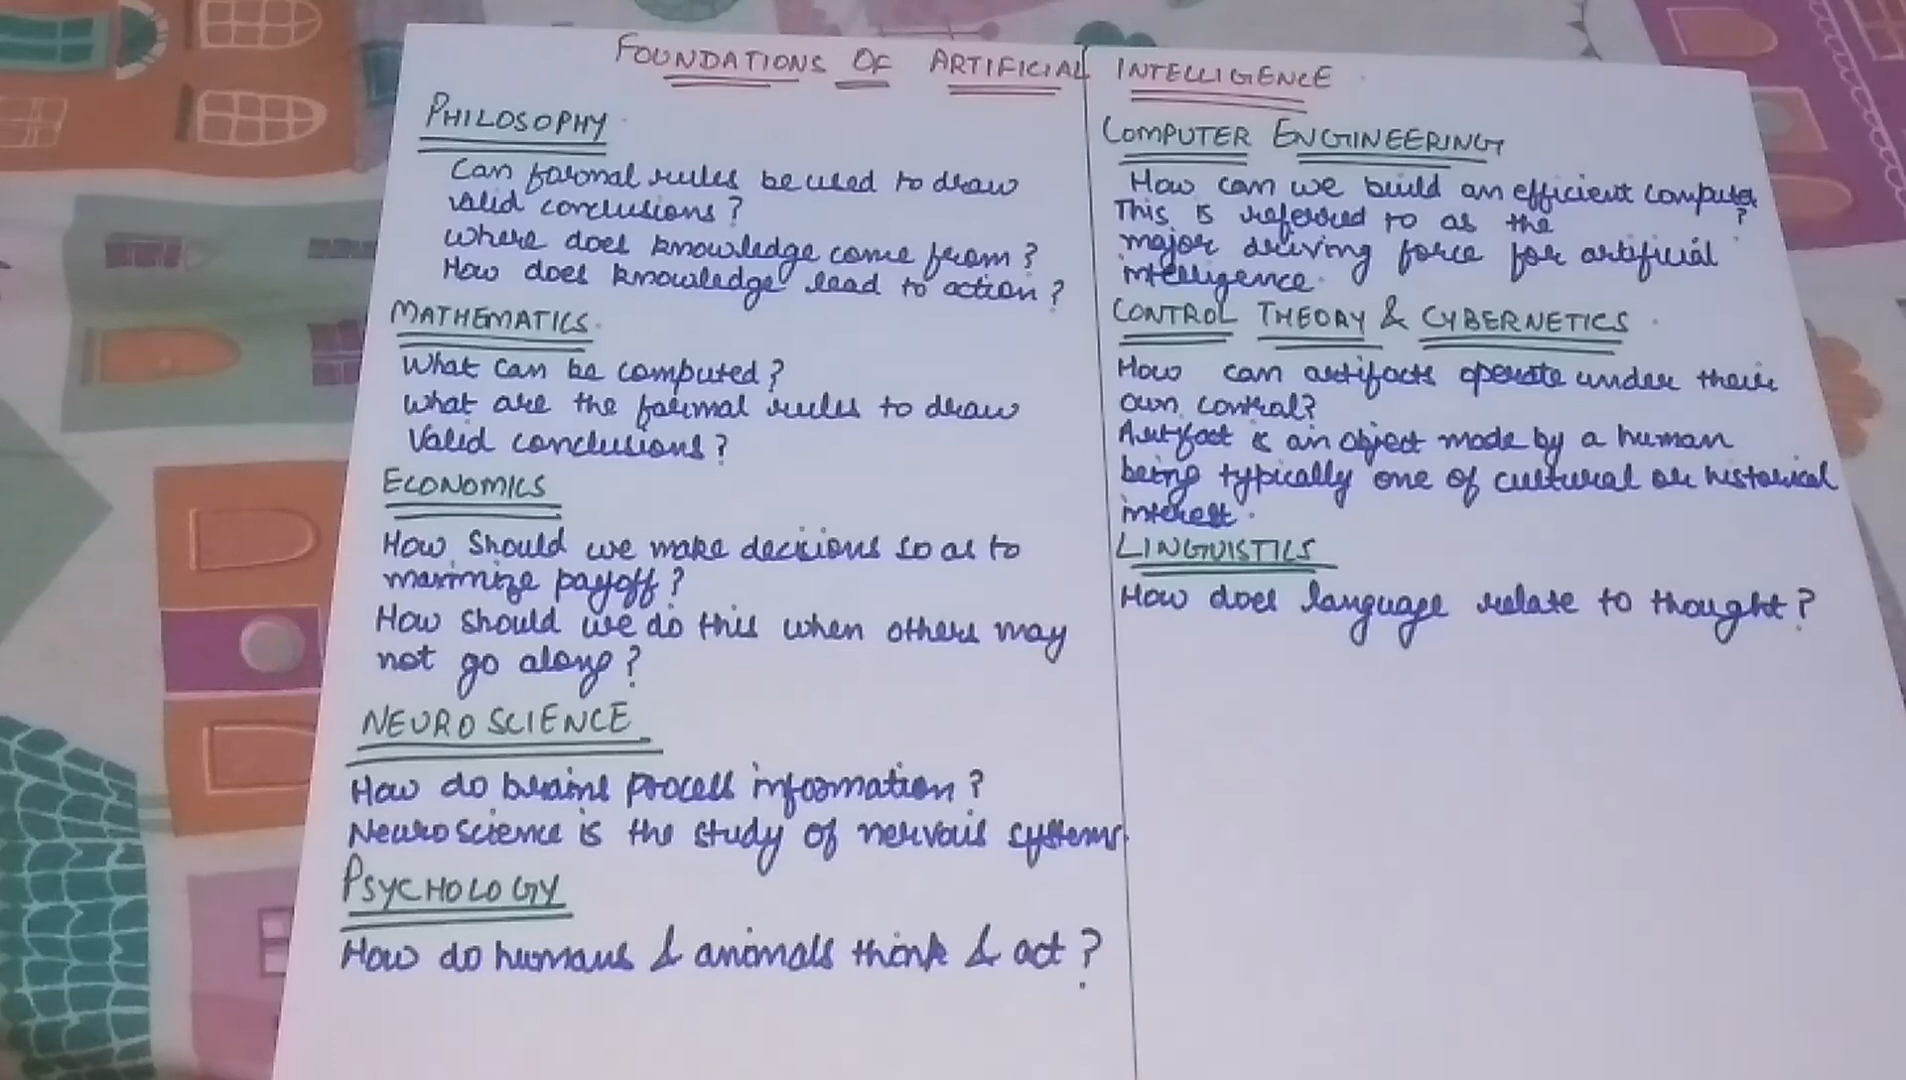 FOUNDATIONS OF ARTIFICIAL INTELLIGENCE
PHILOSOPHY
Can formal rules be used to draw
valid conclusions?
Where does knowledge come from?
How does knowledge lead to action?
MATHEMATICS
What can be computed?
What are the formal rules to draw
Valid conclusions?
ECONOMICS
How Should we make decisions so as to
maximize payoff?
How should we do this when others may
not go along?
NEURO SCIENCE
How do brains process information?
Neuro science is the study of nervous systems
PSYCHOLOGY
How do humans & animals think & act?
COMPUTER ENGINEERING
How can we build an efficient computer
?
This is referred to as the
major driving force for artificial
intelligence.
CONTROL THEORY & CYBERNETICS
How can artifacts operate under their
own control?
Artifact is an object made by a human
being typically one of cultural or historical
interest.
LINGUISTICS
How does language relate to thought?